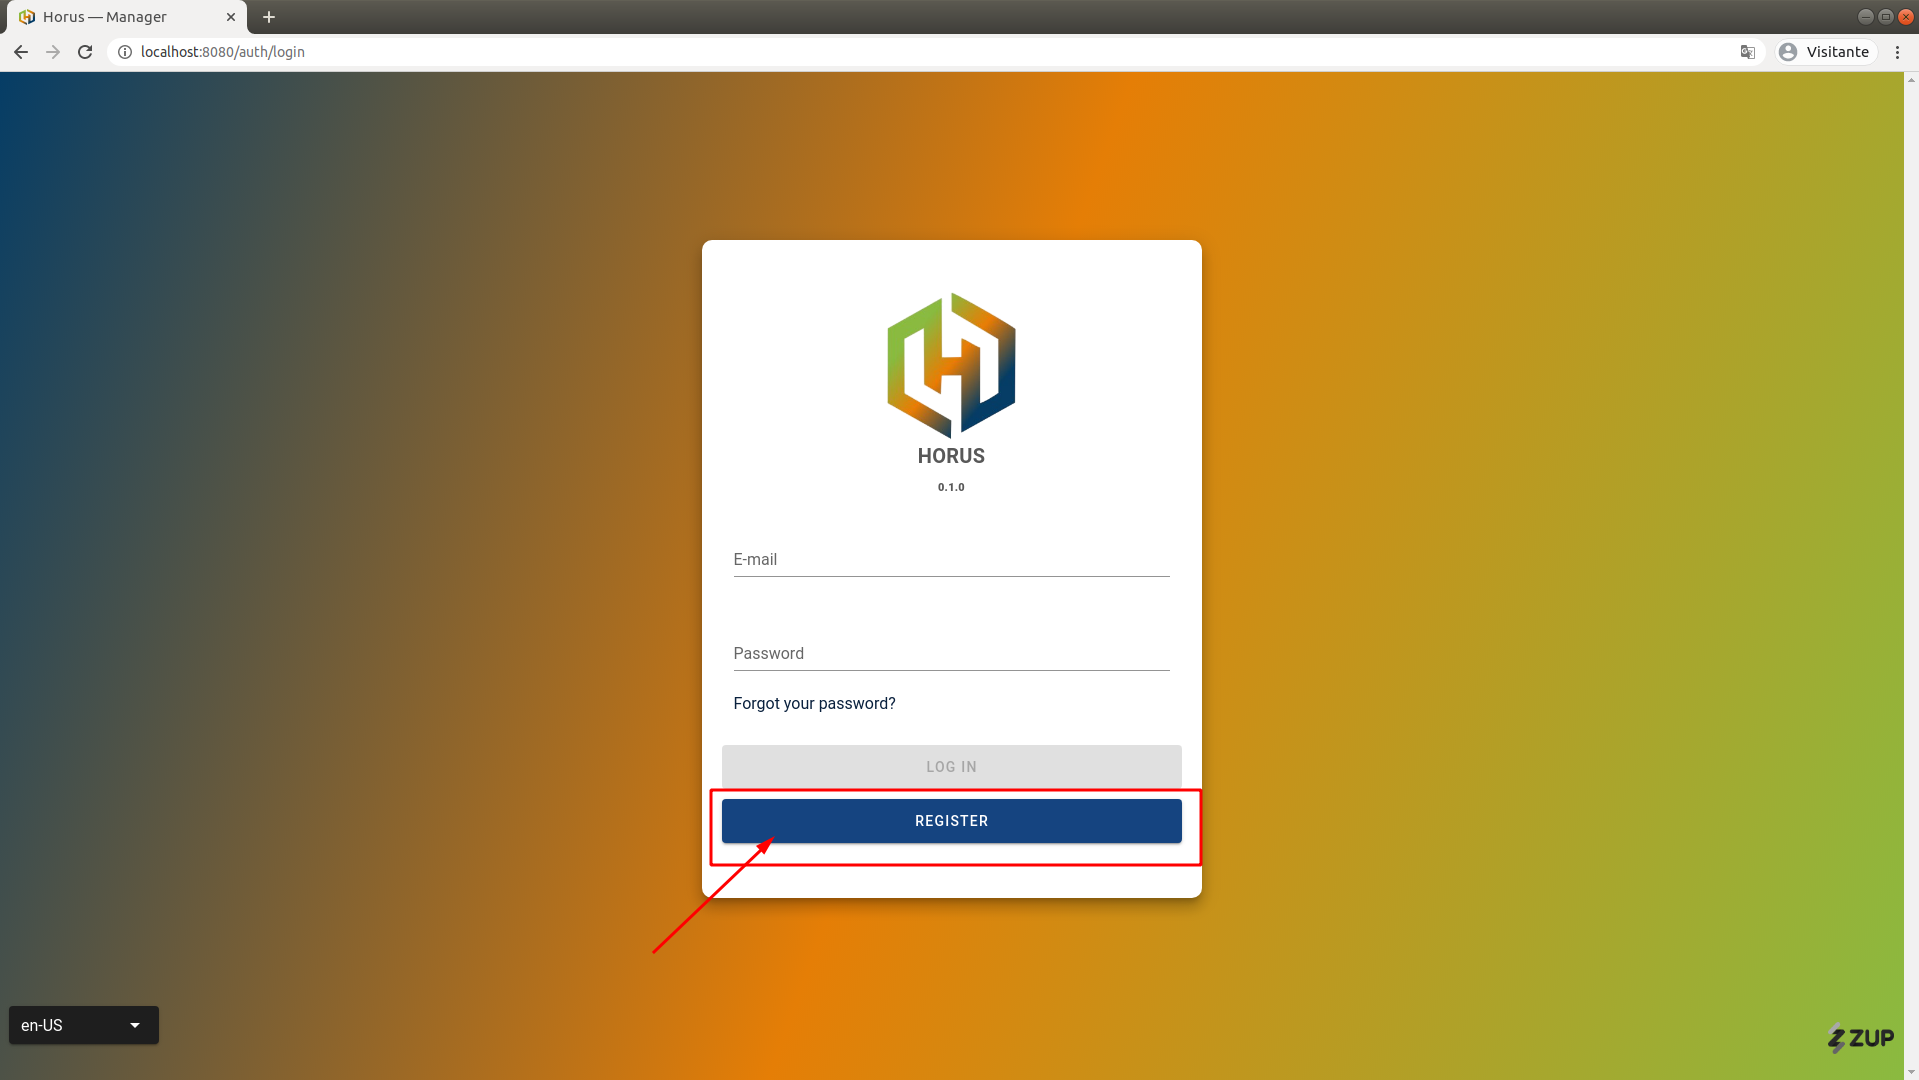 Horus — Manager
localhost:8080/auth/login
Visitante
HORUS
0.1.0
E-mail
Password
Forgot your password?
LOG IN
REGISTER
en-US
ZUP